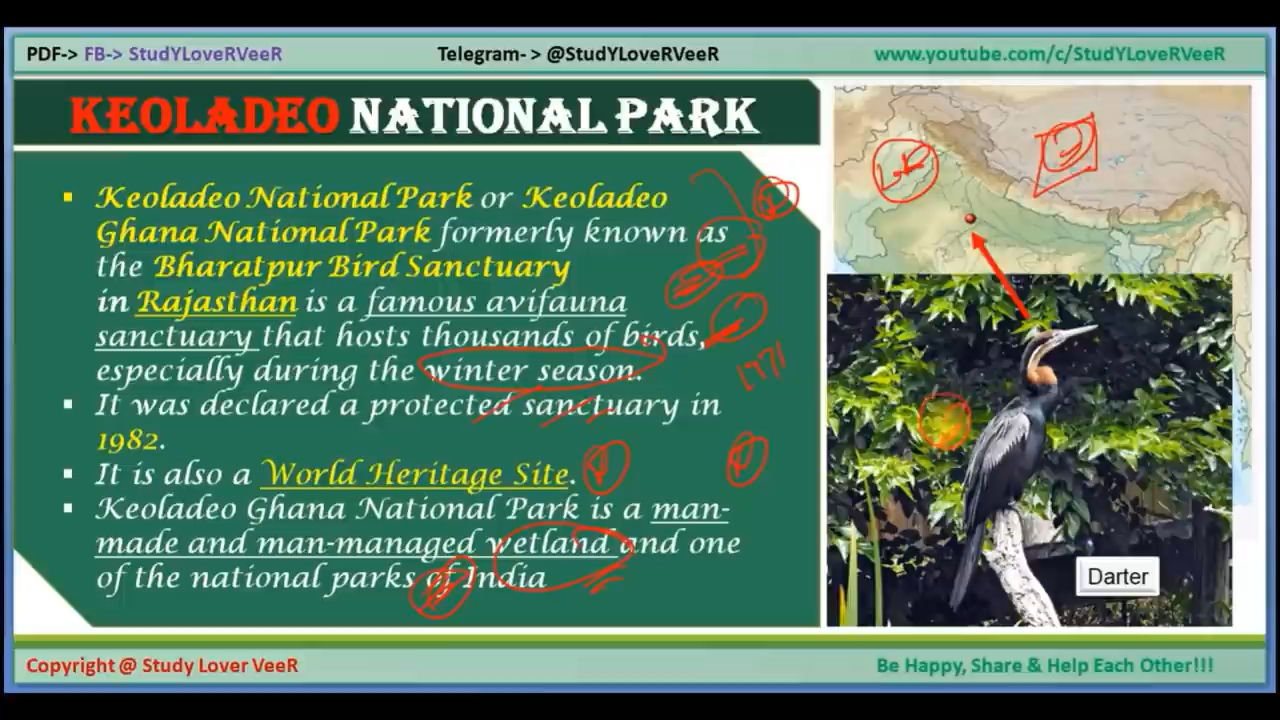 PDF-> FB-> StudYLoveRVeeR
Telegram- > @StudYLoveRVeeR
www.youtube.com/c/StudYLoveRVeeR
KEOLADEO NATIONAL PARK
▪ Keoladeo National Park or Keoladeo
Ghana National Park formerly known as
the Bharatpur Bird Sanctuary
in Rajasthan is a famous avifauna
sanctuary that hosts thousands of birds,
especially during the winter season.
1971
▪ It was declared a protected sanctuary in
1982.
▪ It is also a World Heritage Site.
▪ Keoladeo Ghana National Park is a man-
made and man-managed wetland and one
of the national parks of India
Darter
Copyright @ Study Lover VeeR
Be Happy, Share & Help Each Other!!!